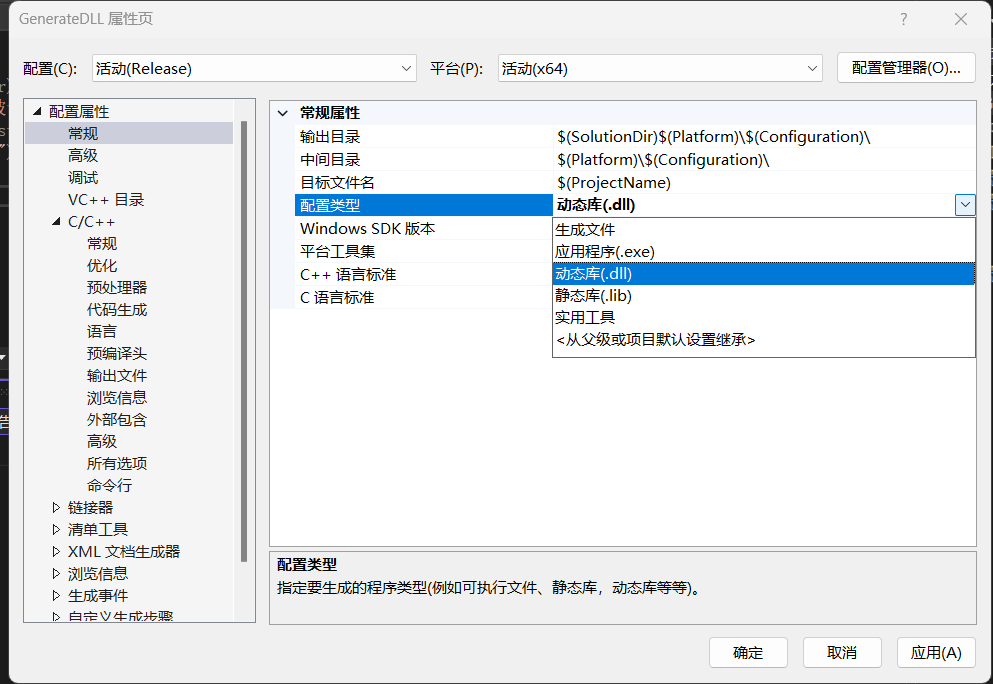 GenerateDLL 属性页
配置(C): 活动(Release) 平台(P): 活动(x64) 配置管理器(O)...
配置属性
常规
高级
调试
VC++ 目录
C/C++
常规
优化
预处理器
代码生成
语言
预编译头
输出文件
浏览信息
外部包含
高级
所有选项
命令行
链接器
清单工具
XML 文档生成器
浏览信息
生成事件
自定义生成步骤
常规属性
输出目录 $(SolutionDir)$(Platform)\$(Configuration)\
中间目录 $(Platform)\$(Configuration)\
目标文件名 $(ProjectName)
配置类型 动态库(.dll)
Windows SDK 版本
平台工具集
C++ 语言标准
C 语言标准
生成文件
应用程序(.exe)
动态库(.dll)
静态库(.lib)
实用工具
<从父级或项目默认设置继承>
配置类型
指定要生成的程序类型(例如可执行文件、静态库，动态库等等)。
确定 取消 应用(A)